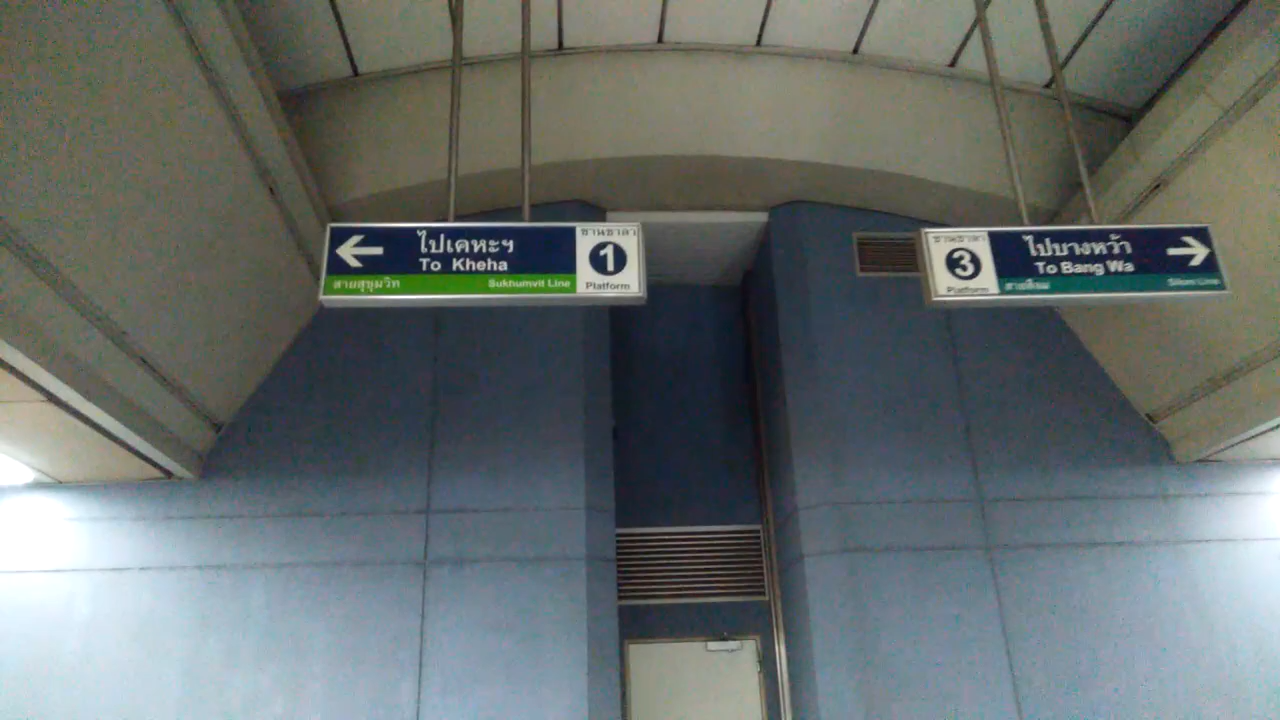 ไปเคหะฯ
To Kheha
สายสุขุมวิท Sukhumvit Line
ชานชาลา
1
Platform
ชานชาลา
3
Platform
ไปบางหว้า
To Bang Wa
สายสีลม Silom Line